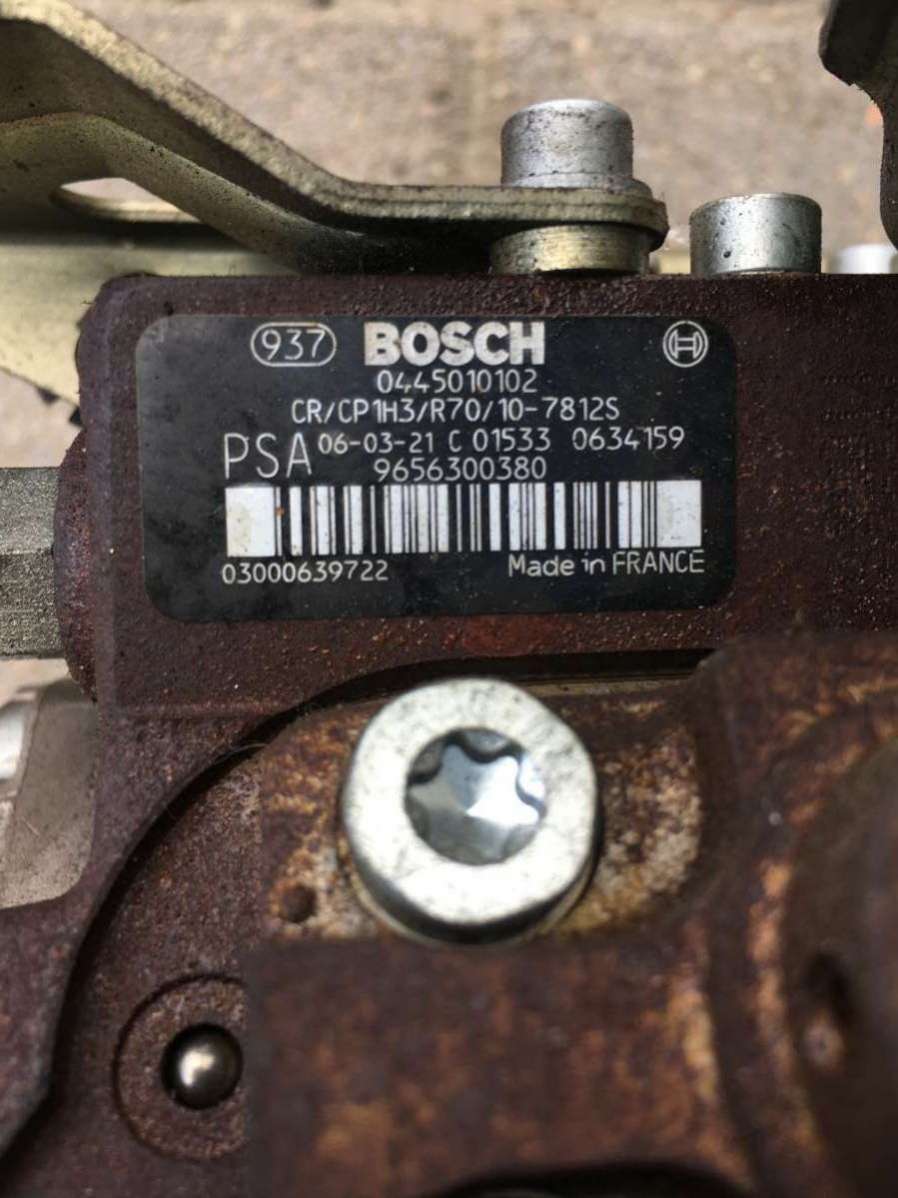 937 BOSCH
0445010102
CR/CP1H3/R70/10-7812S
PSA 06-03-21 C 01533 0634159
9656300380
03000639722 Made in FRANCE